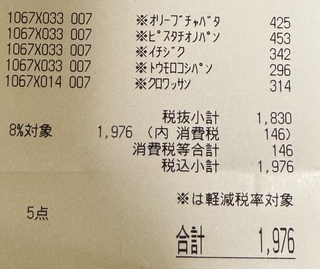 1067X033 007 ※オリーブチャバタ 425
1067X033 007 ※ピスタチオノパン 453
1067X033 007 ※イチジク 342
1067X033 007 ※トウモロコシパン 296
1067X014 007 ※クロワッサン 314
税抜小計 1,830
8%対象 1,976 (内 消費税 146)
消費税等合計 146
税込小計 1,976
※は軽減税率対象
5点
合計 1,976